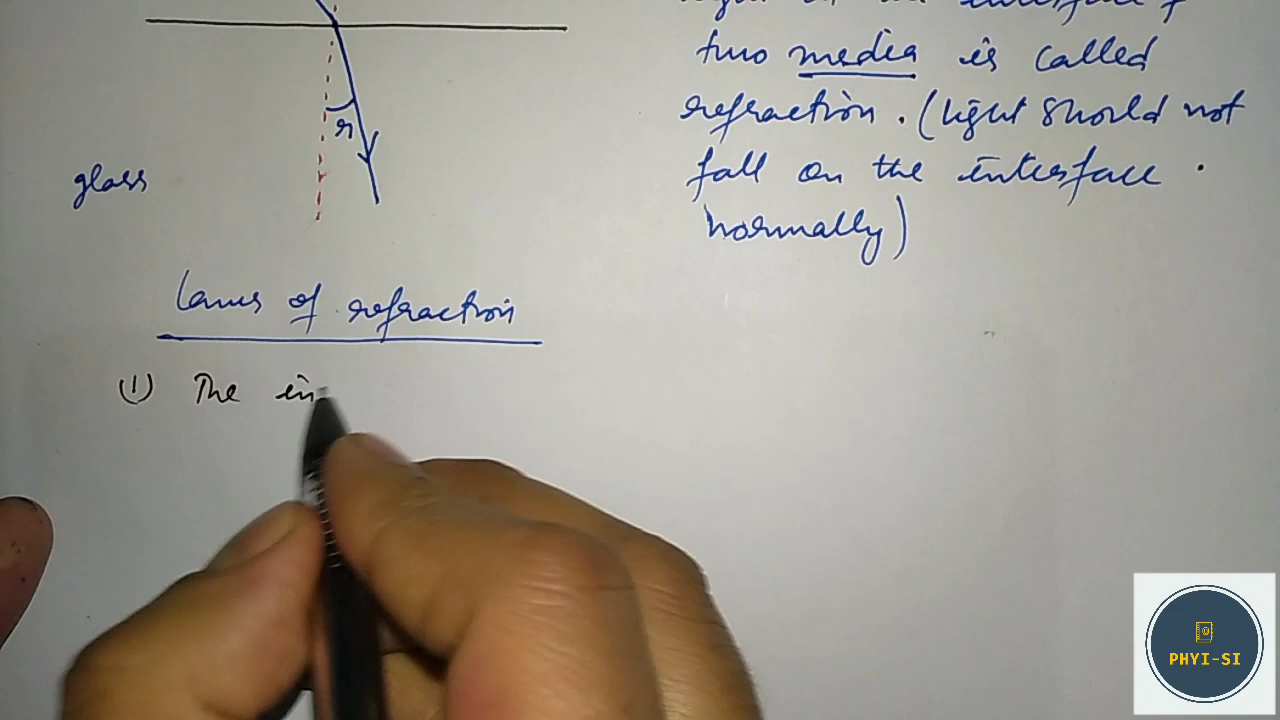 two media is called
refraction. (light should not
fall on the interface.
normally)
r
glass
Laws of refraction
(1) The in
PHYI-SI